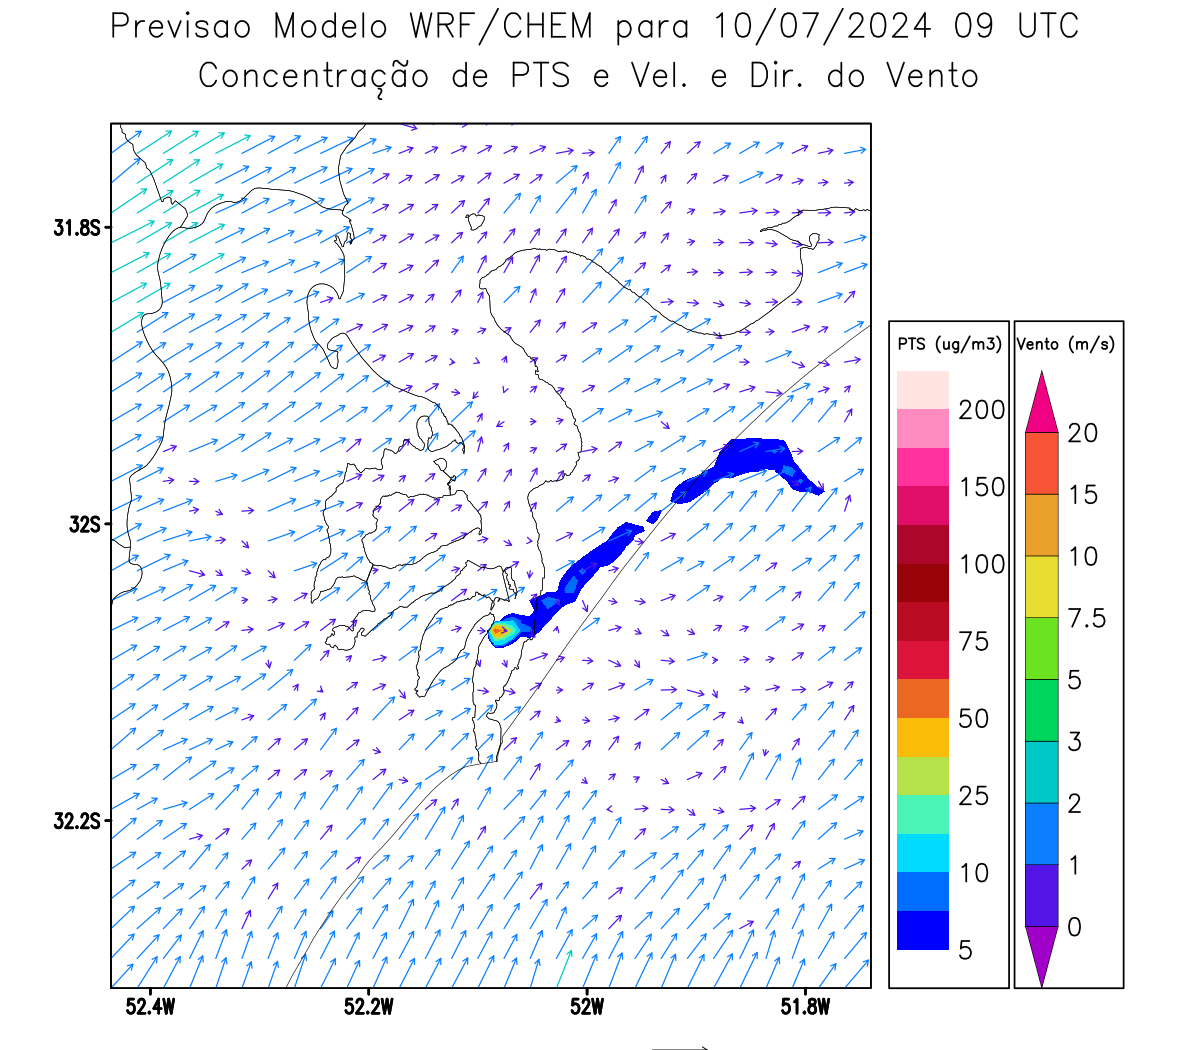 Previsao Modelo WRF/CHEM para 10/07/2024 09 UTC
Concentração de PTS e Vel. e Dir. do Vento
31.8S
32S
32.2S
52.4W
52.2W
52W
51.8W
PTS (ug/m3)
200
150
100
75
50
25
10
5
Vento (m/s)
20
15
10
7.5
5
3
2
1
0